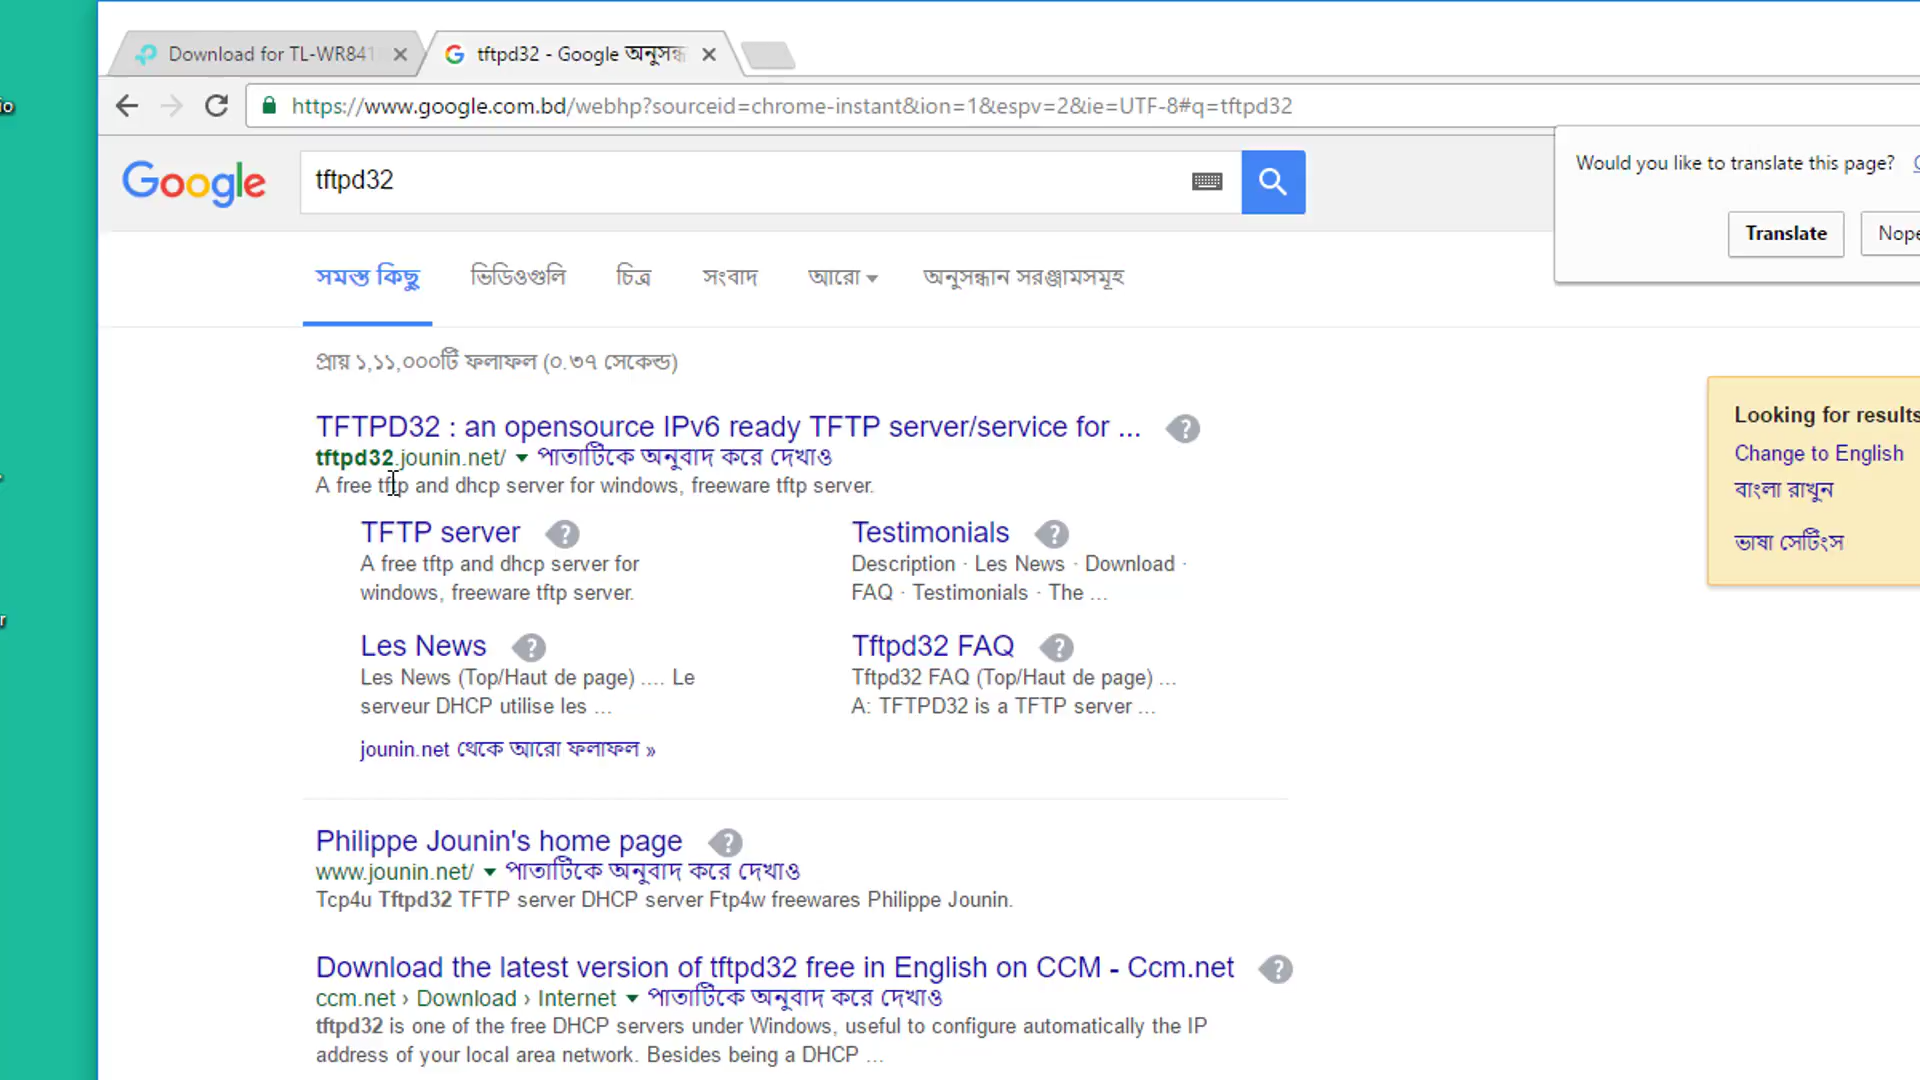 io
Download for TL-WR841
tftpd32 - Google অনুসন্ধ
https://www.google.com.bd/webhp?sourceid=chrome-instant&ion=1&espv=2&ie=UTF-8#q=tftpd32
Would you like to translate this page?
Translate
Nope
Google
tftpd32
সমস্ত কিছু ভিডিওগুলি চিত্র সংবাদ আরো অনুসন্ধান সরঞ্জামসমূহ
প্রায় ১,১১,০০০টি ফলাফল (০.৩৭ সেকেন্ড)
TFTPD32 : an opensource IPv6 ready TFTP server/service for ...
tftpd32.jounin.net/ পাতাটিকে অনুবাদ করে দেখাও
A free tftp and dhcp server for windows, freeware tftp server.
TFTP server
A free tftp and dhcp server for
windows, freeware tftp server.
Testimonials
Description · Les News · Download ·
FAQ · Testimonials · The ...
Les News
Les News (Top/Haut de page) .... Le
serveur DHCP utilise les ...
Tftpd32 FAQ
Tftpd32 FAQ (Top/Haut de page) ...
A: TFTPD32 is a TFTP server ...
jounin.net থেকে আরো ফলাফল »
Looking for results
Change to English
বাংলা রাখুন
ভাষা সেটিংস
Philippe Jounin's home page
www.jounin.net/ পাতাটিকে অনুবাদ করে দেখাও
Tcp4u Tftpd32 TFTP server DHCP server Ftp4w freewares Philippe Jounin.
Download the latest version of tftpd32 free in English on CCM - Ccm.net
ccm.net › Download › Internet পাতাটিকে অনুবাদ করে দেখাও
tftpd32 is one of the free DHCP servers under Windows, useful to configure automatically the IP
address of your local area network. Besides being a DHCP ...